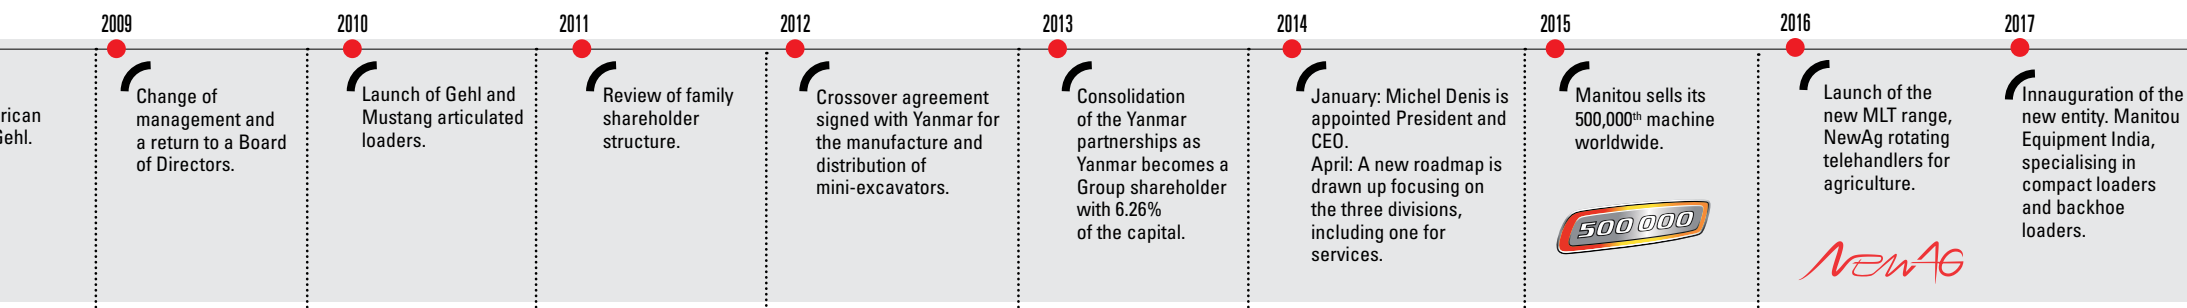 2009
2010
2011
2012
2013
2014
2015
2016
2017
rican
Gehl.
Change of
management and
a return to a Board
of Directors.
Launch of Gehl and
Mustang articulated
loaders.
Review of family
shareholder
structure.
Crossover agreement
signed with Yanmar for
the manufacture and
distribution of
mini-excavators.
Consolidation
of the Yanmar
partnerships as
Yanmar becomes a
Group shareholder
with 6.26%
of the capital.
January: Michel Denis is
appointed President and
CEO.
April: A new roadmap is
drawn up focusing on
the three divisions,
including one for
services.
Manitou sells its
500,000th machine
worldwide.
500 000
Launch of the
new MLT range,
NewAg rotating
telehandlers for
agriculture.
NewAG
Innauguration of the
new entity. Manitou
Equipment India,
specialising in
compact loaders
and backhoe
loaders.